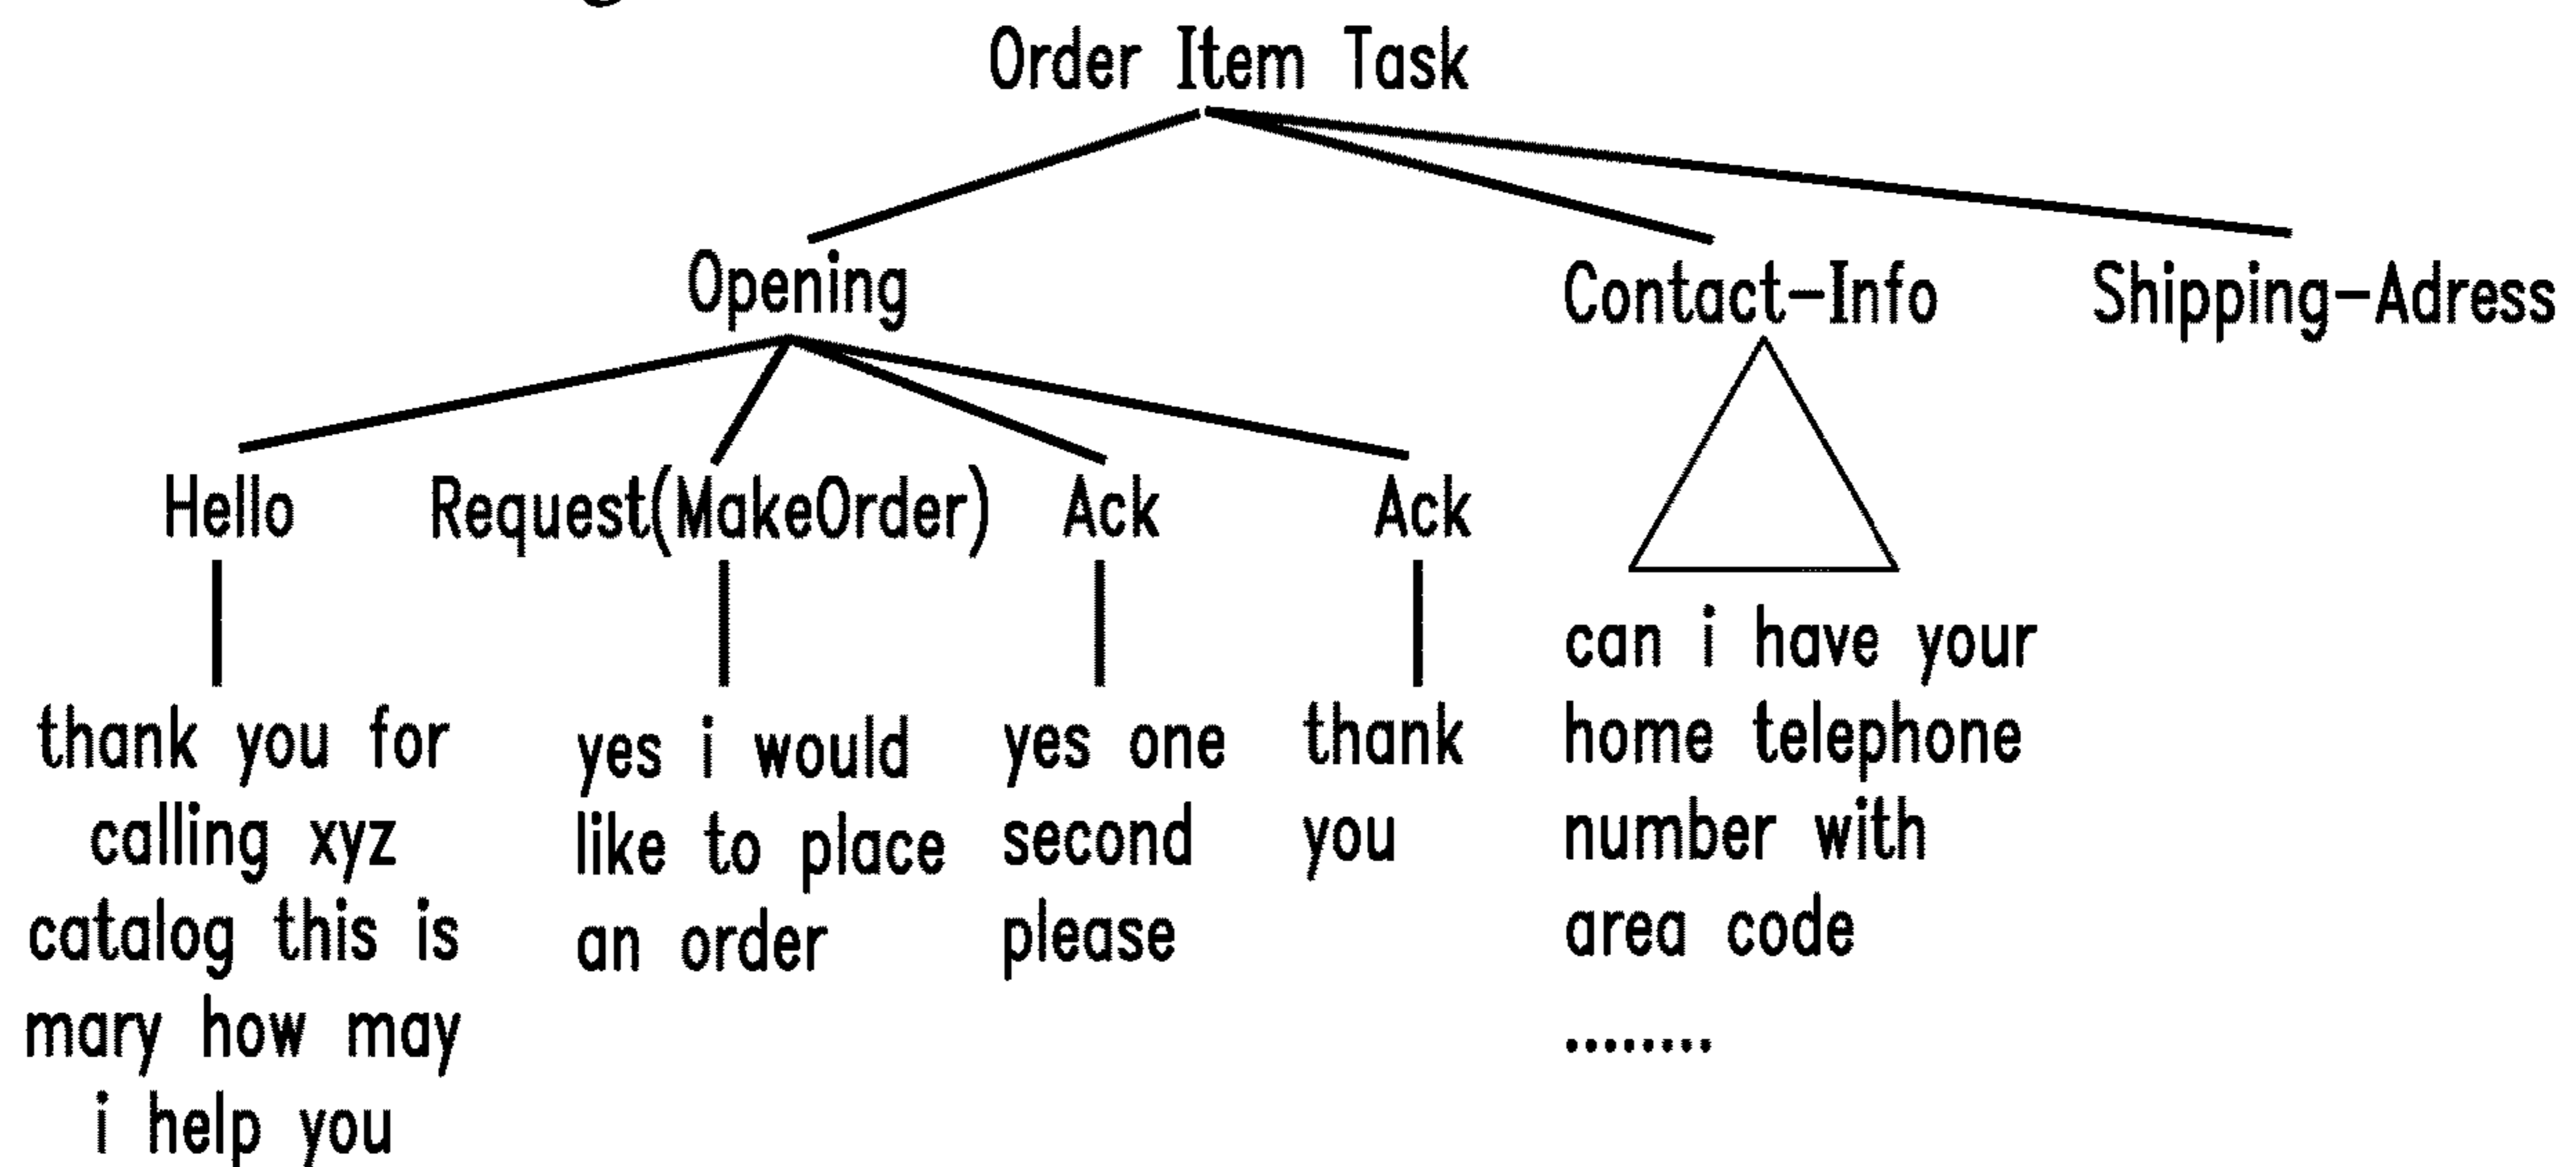 Order Item Task
Opening
Contact-Info
Shipping-Adress
Hello
Request(MakeOrder)
Ack
Ack
thank you for
calling xyz
catalog this is
mary how may
i help you
yes i would
like to place
an order
yes one
second
please
thank
you
can i have your
home telephone
number with
area code
........